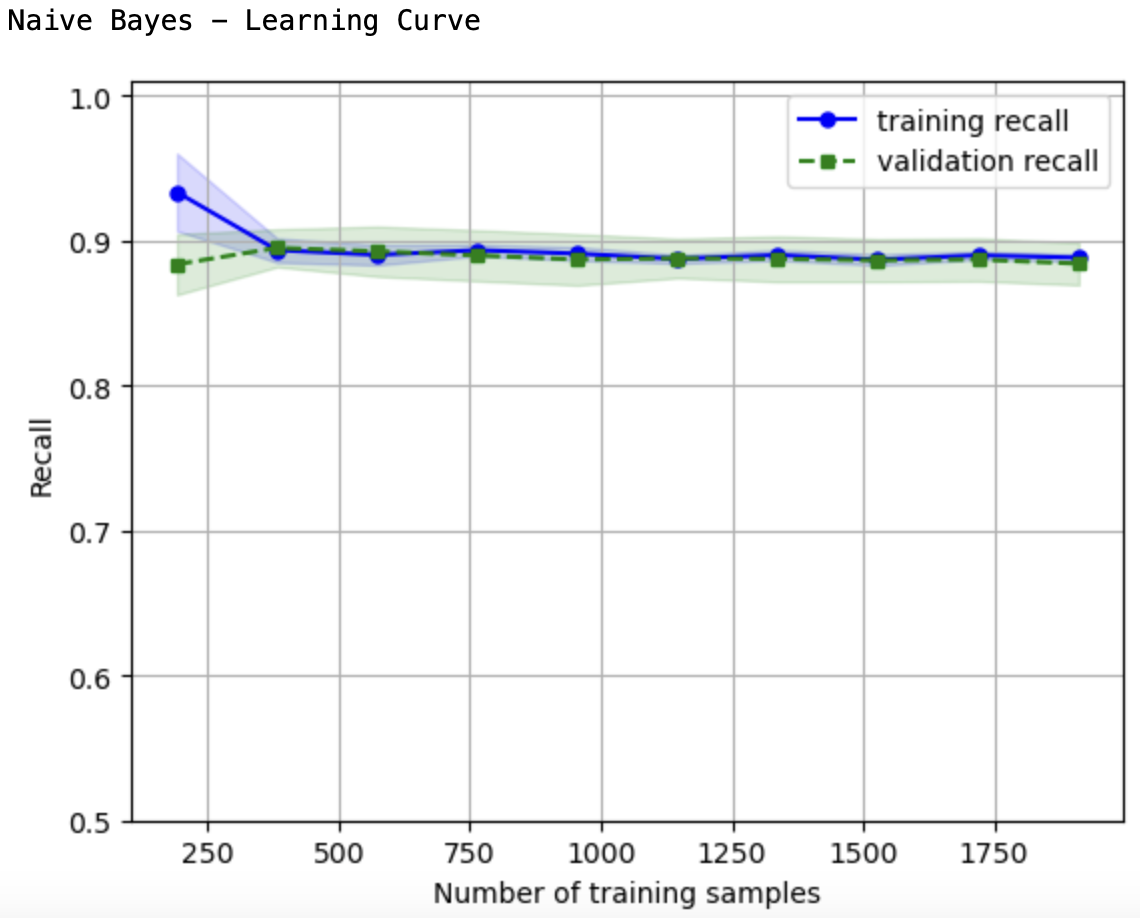 Naive Bayes – Learning Curve
training recall
validation recall
1.0
0.9
0.8
0.7
0.6
0.5
Recall
250 500 750 1000 1250 1500 1750
Number of training samples